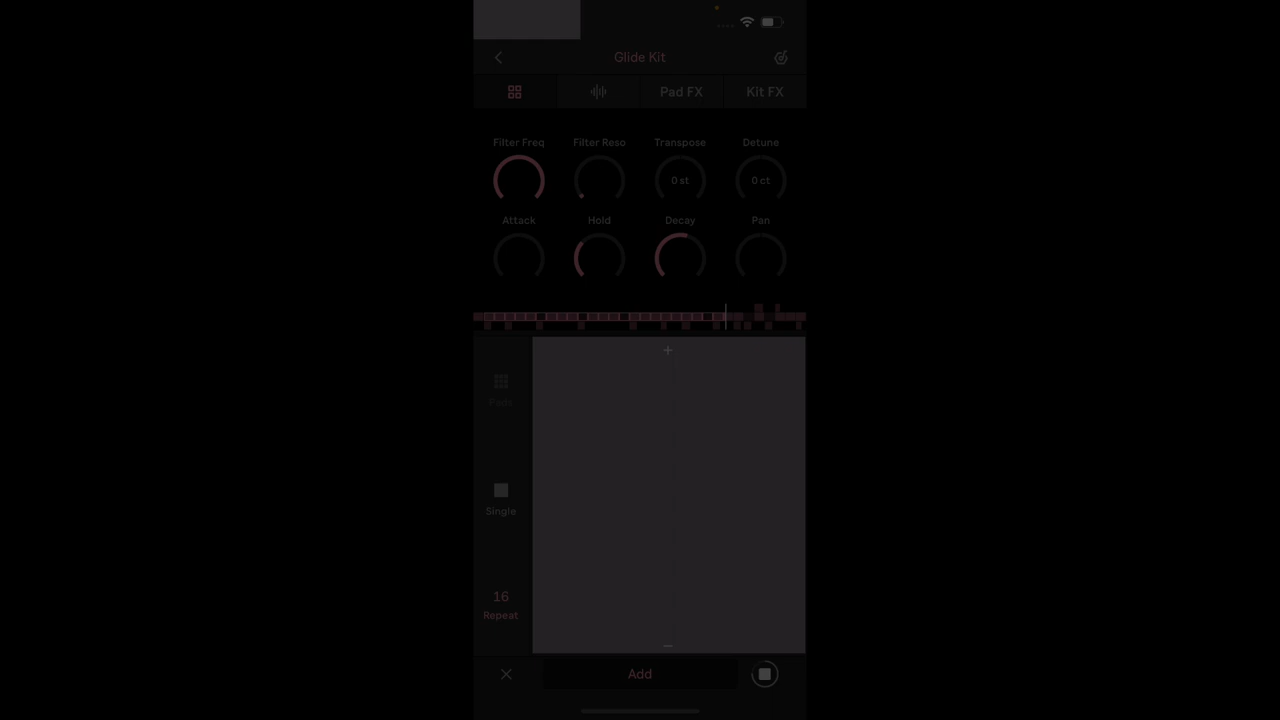 Glide Kit
Pad FX Kit FX
Filter Freq Filter Reso Transpose Detune
0 st 0 ct
Attack Hold Decay Pan
+
Pads
Single
16
Repeat
−
Add